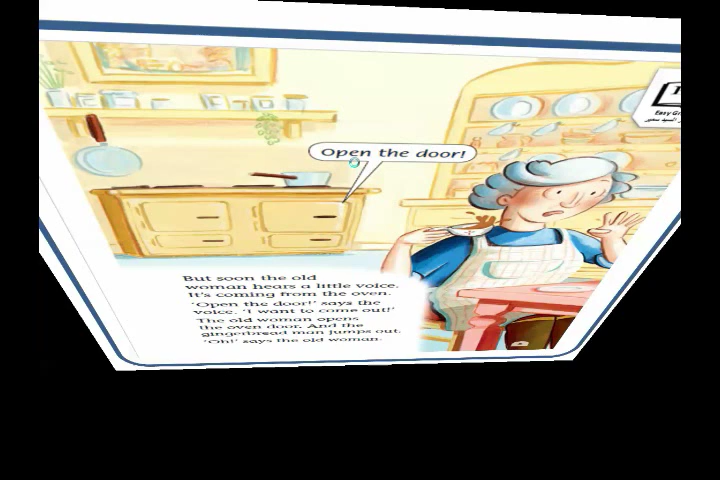 Open the door!
But soon the old
woman hears a little voice.
It's coming from the oven.
'Open the door!' says the
voice. 'I want to come out!'
The old woman opens
the oven door. And the
gingerbread man jumps out.
'Oh!' says the old woman.